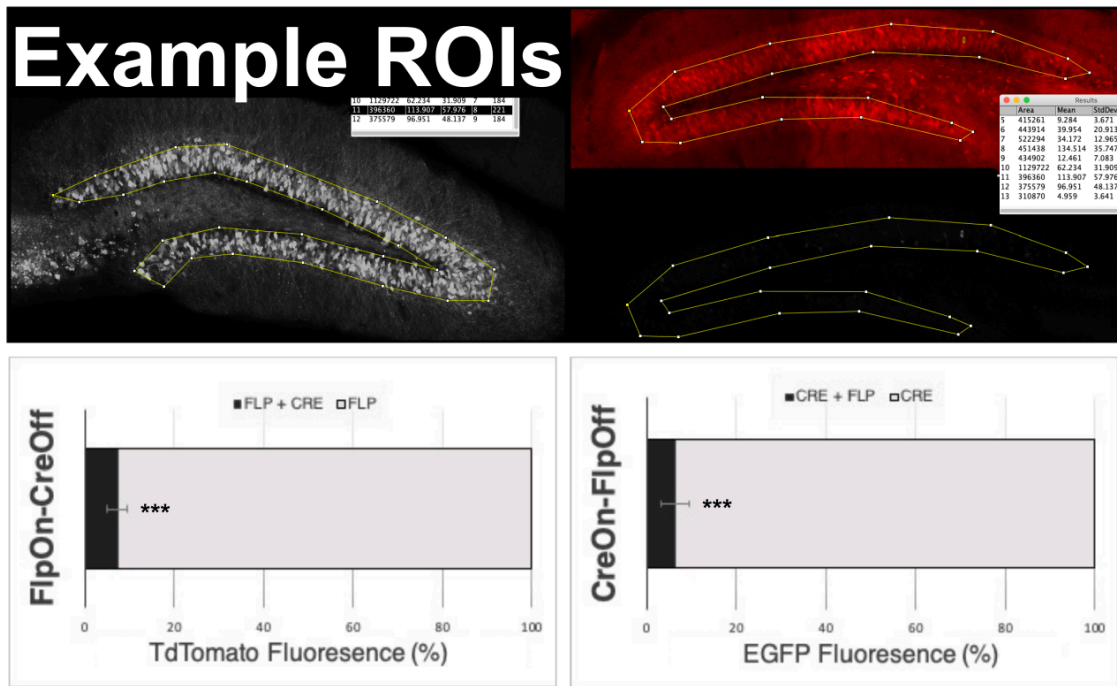 Example ROIs
10 1129722 62.234 31.909 7 184
11 396360 113.907 57.976 8 221
12 375579 96.951 48.137 9 184
Results
Area Mean StdDev
5 415261 9.284 3.671
6 443914 39.954 20.913
7 522294 34.172 12.965
8 451438 134.514 35.747
9 434902 12.461 7.083
10 1129722 62.234 31.909
11 396360 113.907 57.976
12 375579 96.951 48.137
13 310870 4.959 3.641
FLP + CRE FLP
FlpOn-CreOff
***
0 20 40 60 80 100
TdTomato Fluoresence (%)
CRE + FLP CRE
CreOn-FlpOff
***
0 20 40 60 80 100
EGFP Fluoresence (%)